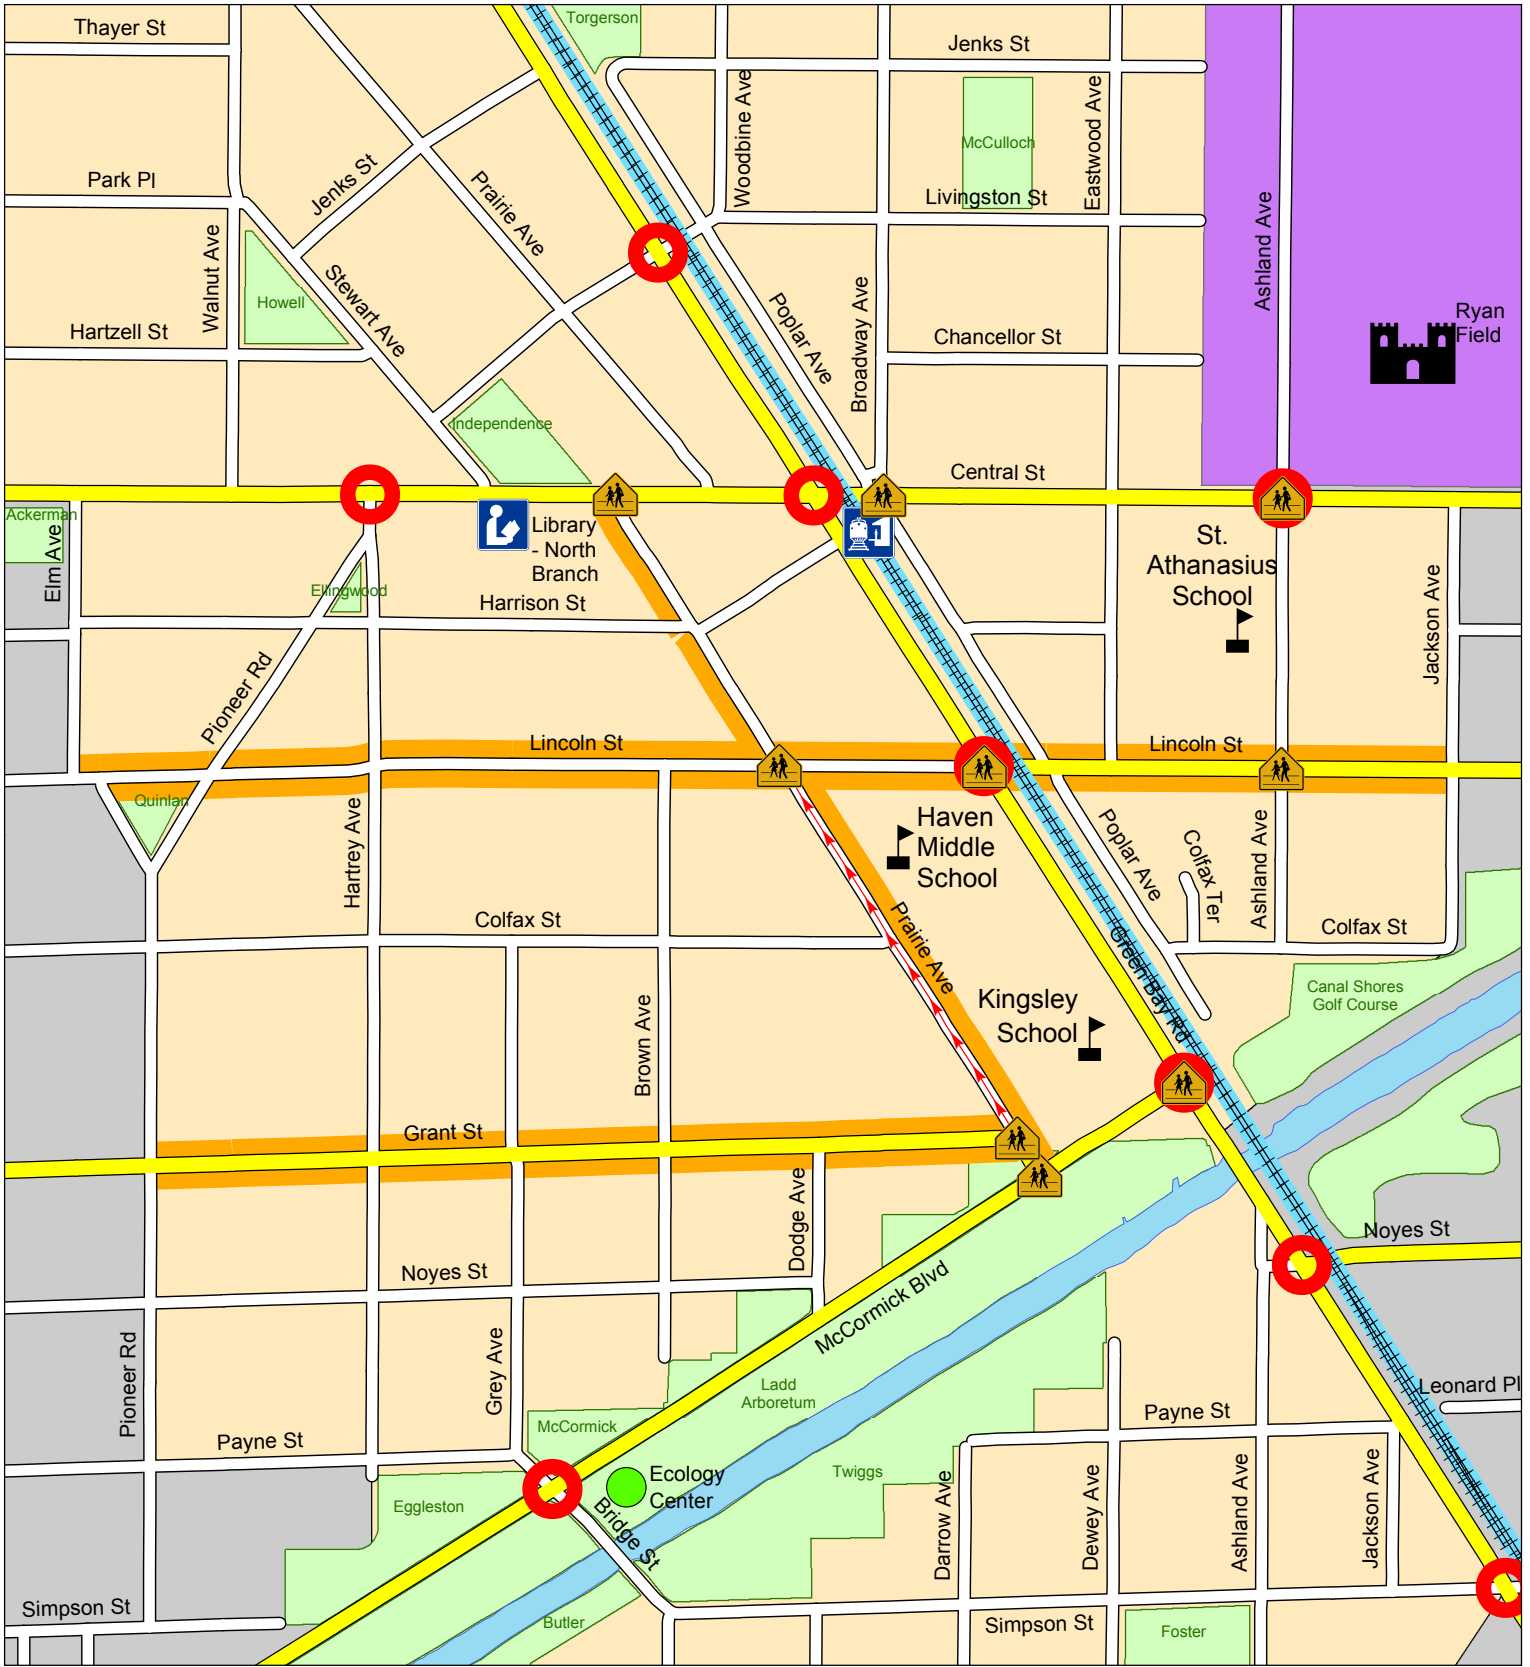 Thayer St
Torgerson
Jenks St
Woodbine Ave
Eastwood Ave
McCulloch
Park Pl
Jenks St
Prairie Ave
Livingston St
Ashland Ave
Walnut Ave
Howell
Stewart Ave
Poplar Ave
Broadway Ave
Ryan
Field
Hartzell St
Chancellor St
Independence
Central St
Ackerman
Elm Ave
Library
- North
Branch
St.
Athanasius
School
Ellingwood
Harrison St
Jackson Ave
Pioneer Rd
Lincoln St
Lincoln St
Quinlan
Hartrey Ave
Haven
Middle
School
Poplar Ave
Colfax Ter
Ashland Ave
Colfax St
Prairie Ave
Green Bay Rd
Colfax St
Brown Ave
Kingsley
School
Canal Shores
Golf Course
Grant St
Dodge Ave
Noyes St
Noyes St
McCormick Blvd
Pioneer Rd
Grey Ave
Ladd
Arboretum
Leonard Pl
McCormick
Payne St
Payne St
Ecology
Center
Twiggs
Eggleston
Bridge St
Darrow Ave
Dewey Ave
Ashland Ave
Jackson Ave
Simpson St
Butler
Simpson St
Foster